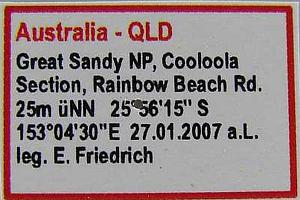 Australia - QLD
Great Sandy NP, Cooloola
Section, Rainbow Beach Rd.
25m üNN 25°56'15" S
153°04'30"E 27.01.2007 a.L.
leg. E. Friedrich